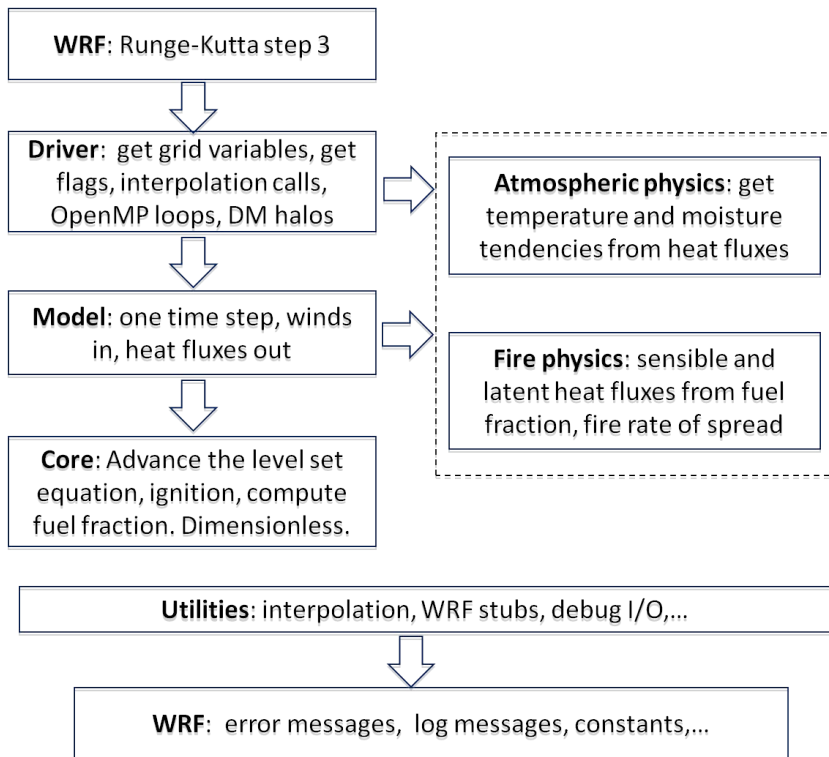 WRF: Runge-Kutta step 3
Driver: get grid variables, get
flags, interpolation calls,
OpenMP loops, DM halos
Atmospheric physics: get
temperature and moisture
tendencies from heat fluxes
Model: one time step, winds
in, heat fluxes out
Fire physics: sensible and
latent heat fluxes from fuel
fraction, fire rate of spread
Core: Advance the level set
equation, ignition, compute
fuel fraction. Dimensionless.
Utilities: interpolation, WRF stubs, debug I/O,...
WRF: error messages, log messages, constants,...